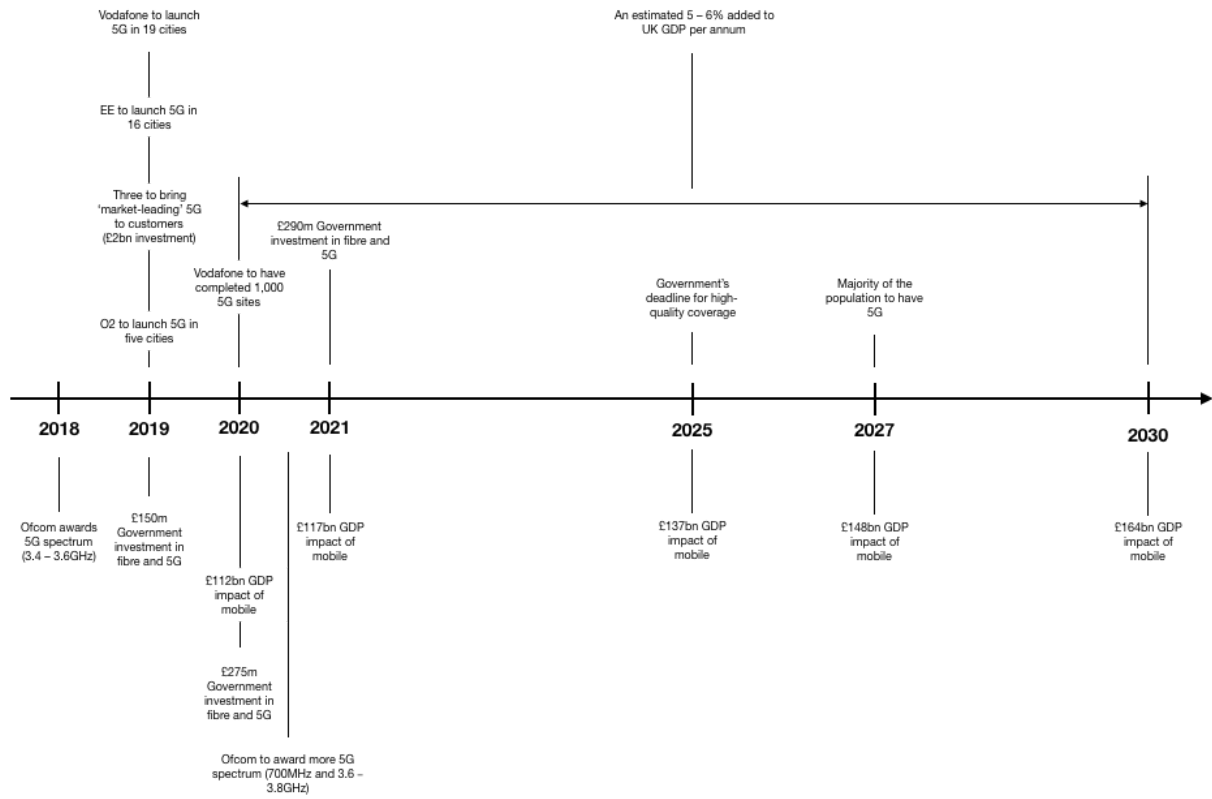 Vodafone to launch
5G in 19 cities
An estimated 5 – 6% added to
UK GDP per annum
EE to launch 5G in
16 cities
Three to bring
‘market-leading’ 5G
to customers
(£2bn investment)
£290m Government
investment in fibre and
5G
Vodafone to have
completed 1,000
5G sites
Government’s
deadline for high-
quality coverage
Majority of the
population to have
5G
O2 to launch 5G in
five cities
2018
2019
2020
2021
2025
2027
2030
Ofcom awards
5G spectrum
(3.4 – 3.6GHz)
£150m
Government
investment in
fibre and 5G
£117bn GDP
impact of
mobile
£137bn GDP
impact of
mobile
£148bn GDP
impact of
mobile
£164bn GDP
impact of
mobile
£112bn GDP
impact of
mobile
£275m
Government
investment in
fibre and 5G
Ofcom to award more 5G
spectrum (700MHz and 3.6 –
3.8GHz)